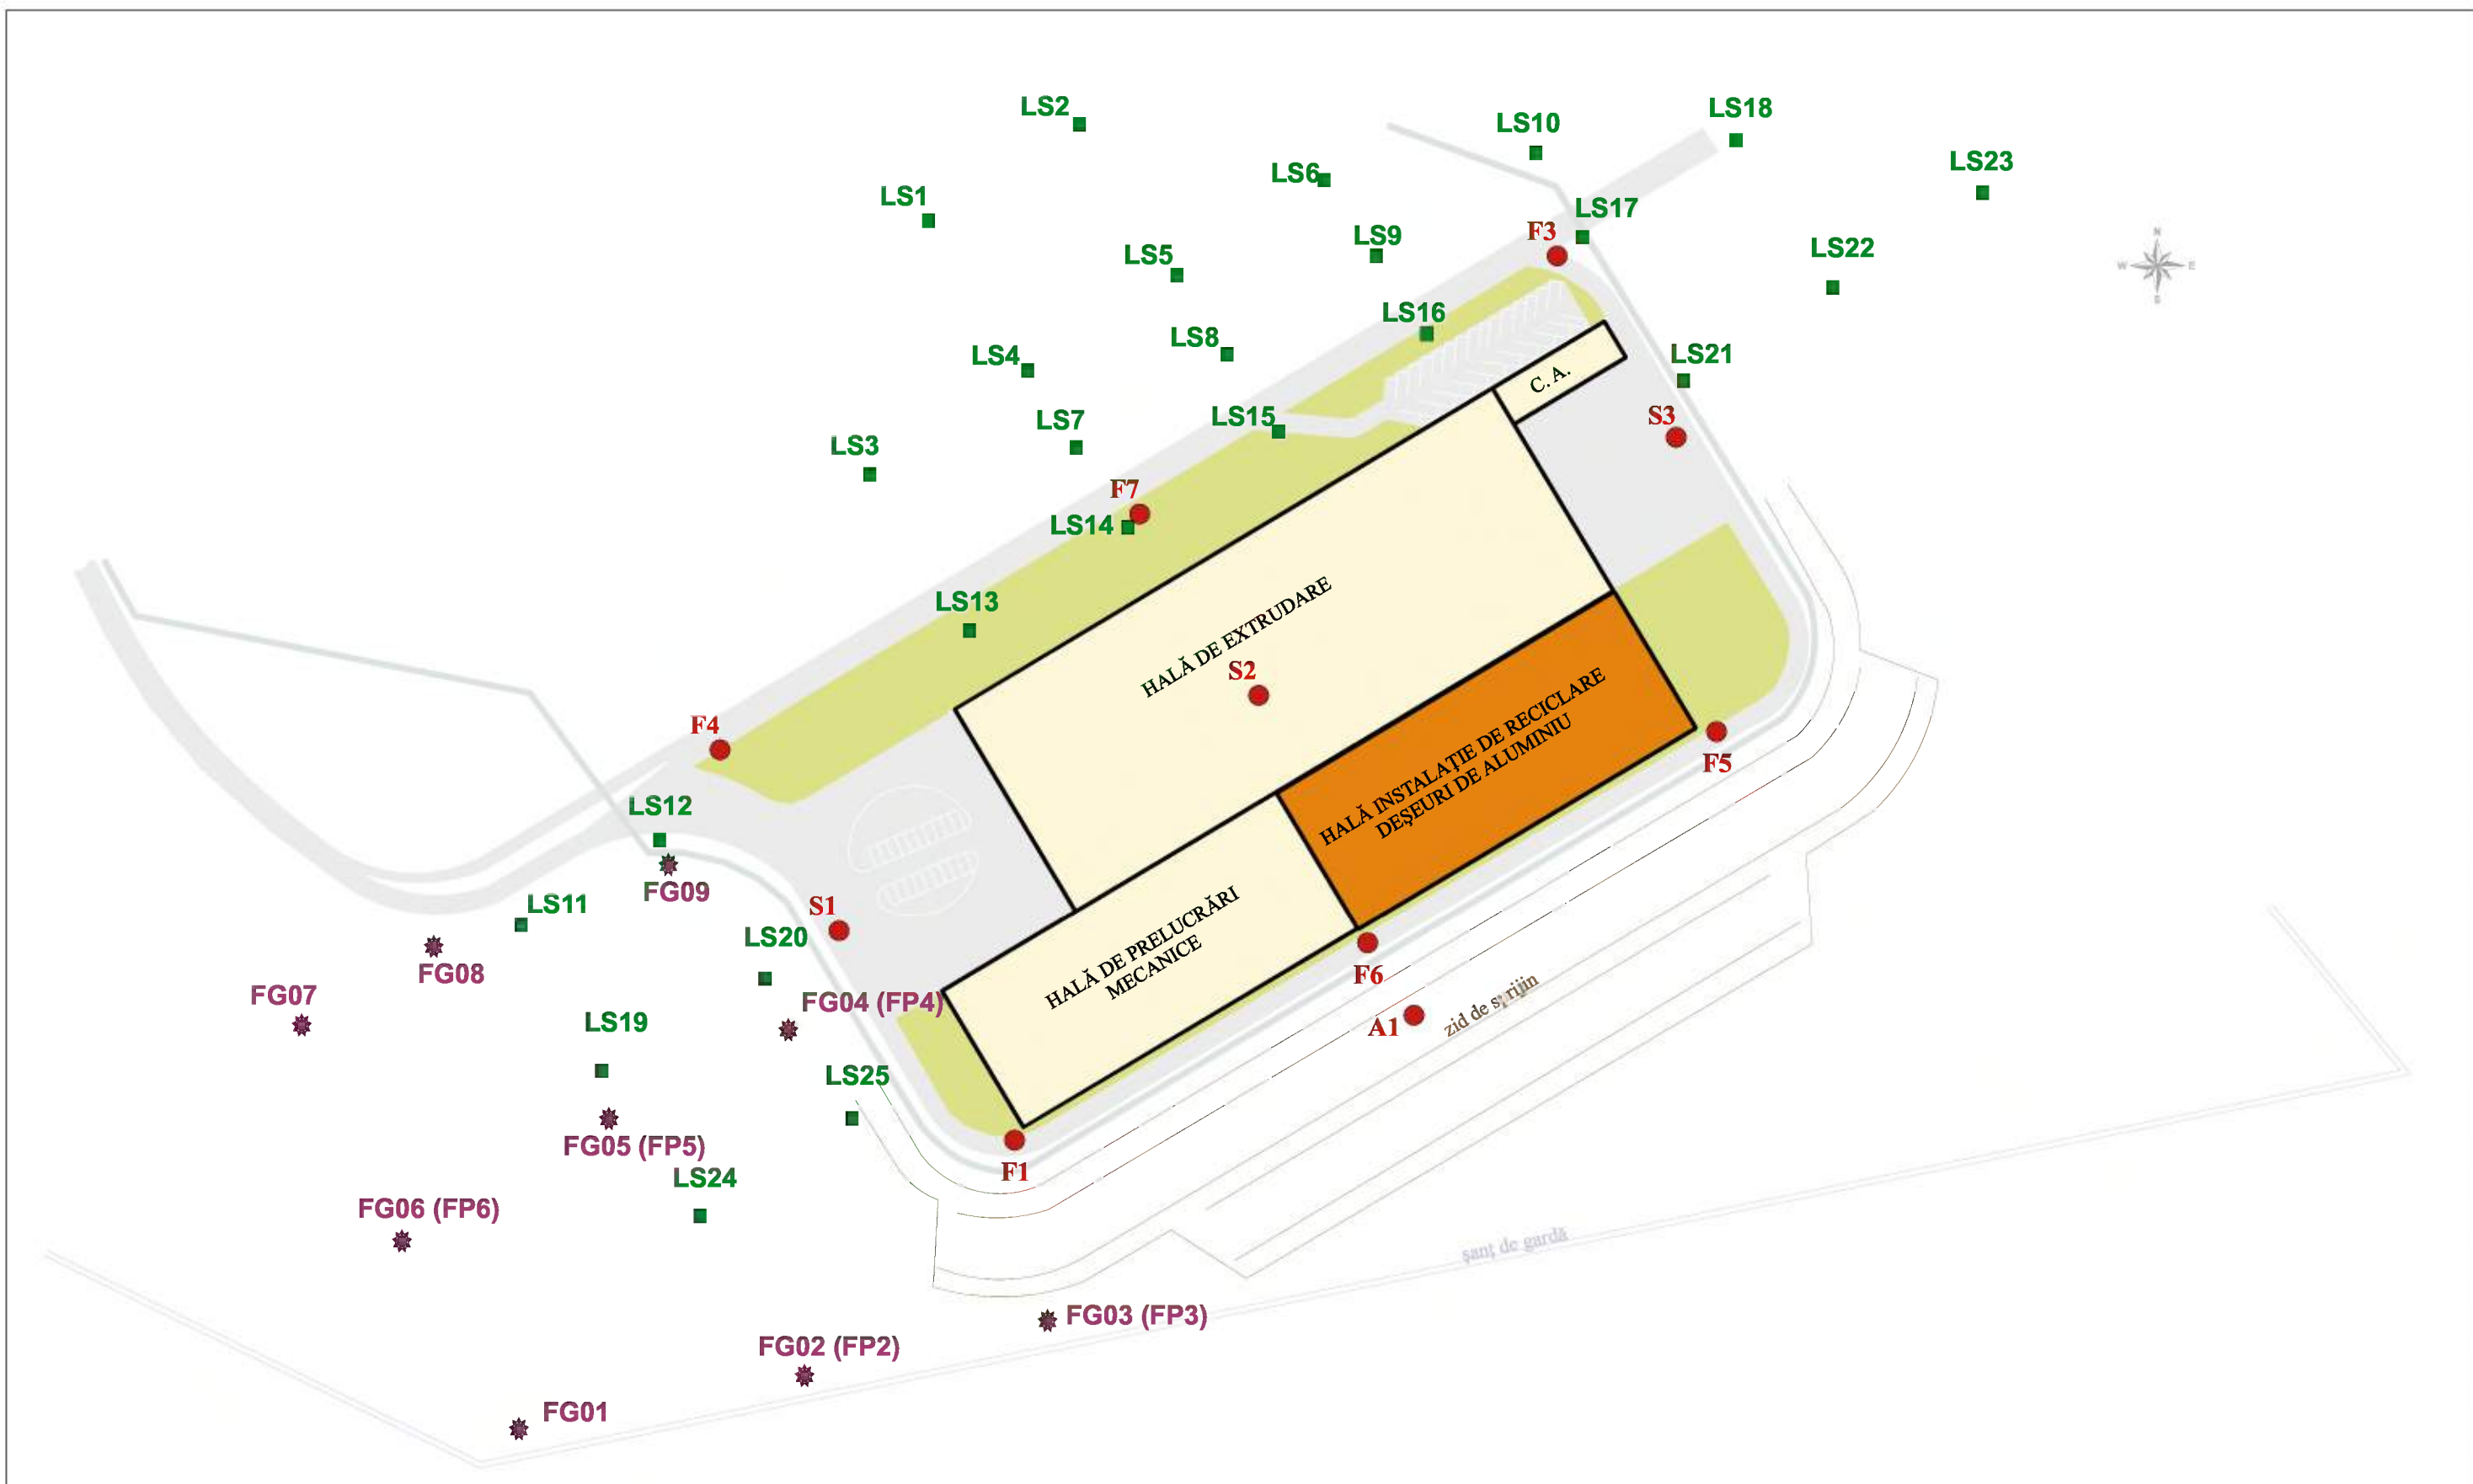 LS2
LS18
LS10
LS23
LS6
LS1
LS17
F3
N
LS9
LS22
LS5
W
E
S
LS16
LS8
LS4
LS21
C. A.
S3
LS15
LS7
LS3
F7
LS14
LS13
HALĂ DE EXTRUDARE
S2
HALĂ INSTALAŢIE DE RECICLARE
DEŞEURI DE ALUMINIU
F4
F5
LS12
FG09
LS11
S1
LS20
HALĂ DE PRELUCRĂRI
MECANICE
FG08
F6
FG07
FG04 (FP4)
A1
zid de sprijin
LS19
LS25
FG05 (FP5)
F1
LS24
FG06 (FP6)
şanţ de gardă
FG03 (FP3)
FG02 (FP2)
FG01